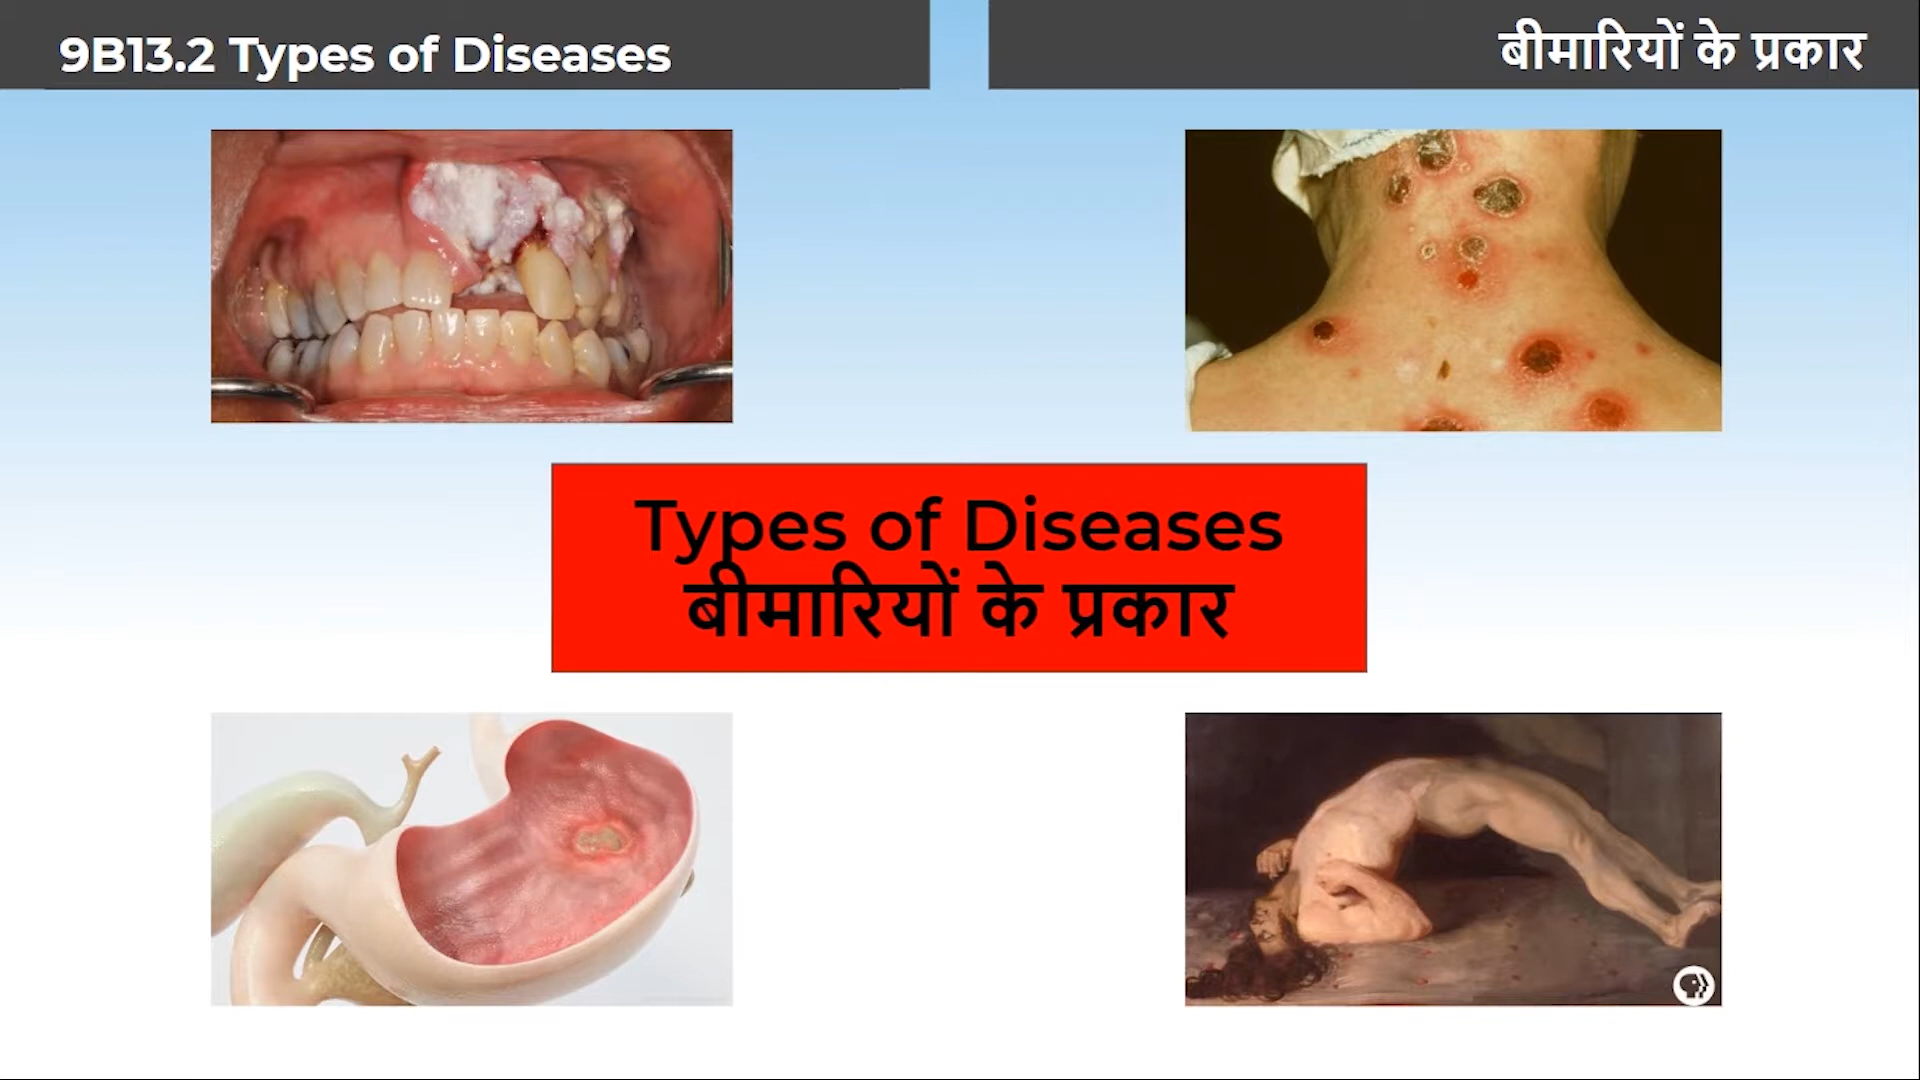 9B13.2 Types of Diseases
बीमारियों के प्रकार
Types of Diseases
बीमारियों के प्रकार